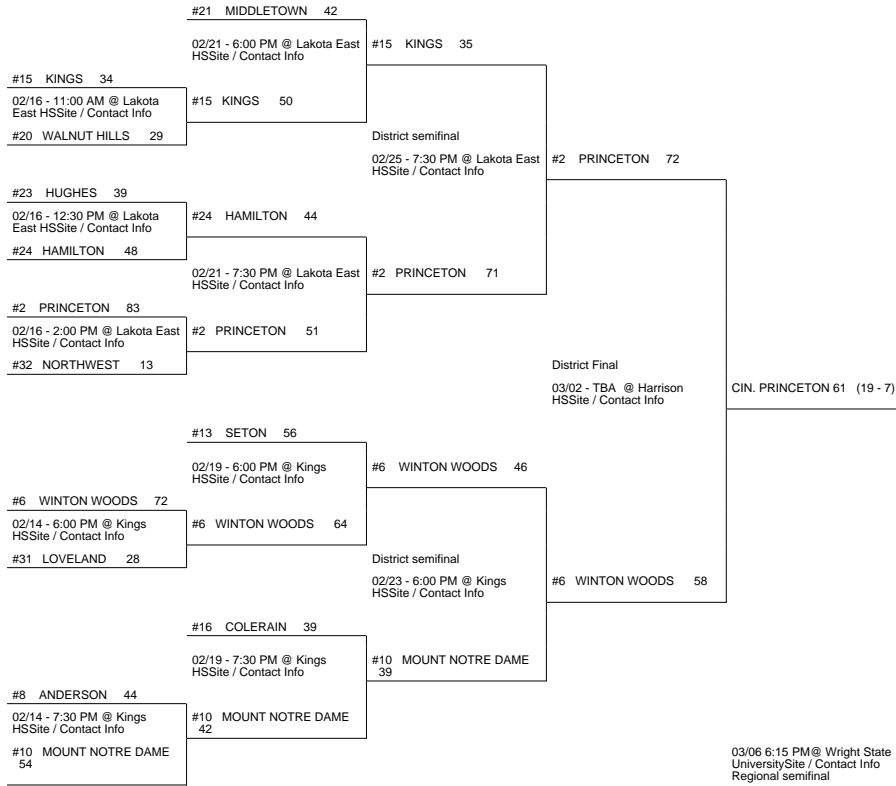 #21 MIDDLETOWN 42
02/21 - 6:00 PM @ Lakota East
HSSite / Contact Info
#15 KINGS 35
#15 KINGS 34
02/16 - 11:00 AM @ Lakota
East HSSite / Contact Info
#15 KINGS 50
#20 WALNUT HILLS 29
District semifinal
02/25 - 7:30 PM @ Lakota East
HSSite / Contact Info
#2 PRINCETON 72
#23 HUGHES 39
02/16 - 12:30 PM @ Lakota
East HSSite / Contact Info
#24 HAMILTON 44
#24 HAMILTON 48
02/21 - 7:30 PM @ Lakota East
HSSite / Contact Info
#2 PRINCETON 71
#2 PRINCETON 83
02/16 - 2:00 PM @ Lakota East
HSSite / Contact Info
#2 PRINCETON 51
#32 NORTHWEST 13
District Final
03/02 - TBA @ Harrison
HSSite / Contact Info
CIN. PRINCETON 61 (19 - 7)
#13 SETON 56
02/19 - 6:00 PM @ Kings
HSSite / Contact Info
#6 WINTON WOODS 46
#6 WINTON WOODS 72
02/14 - 6:00 PM @ Kings
HSSite / Contact Info
#6 WINTON WOODS 64
#31 LOVELAND 28
District semifinal
02/23 - 6:00 PM @ Kings
HSSite / Contact Info
#6 WINTON WOODS 58
#16 COLERAIN 39
02/19 - 7:30 PM @ Kings
HSSite / Contact Info
#10 MOUNT NOTRE DAME
39
#8 ANDERSON 44
02/14 - 7:30 PM @ Kings
HSSite / Contact Info
#10 MOUNT NOTRE DAME
42
#10 MOUNT NOTRE DAME
54
03/06 6:15 PM@ Wright State
UniversitySite / Contact Info
Regional semifinal